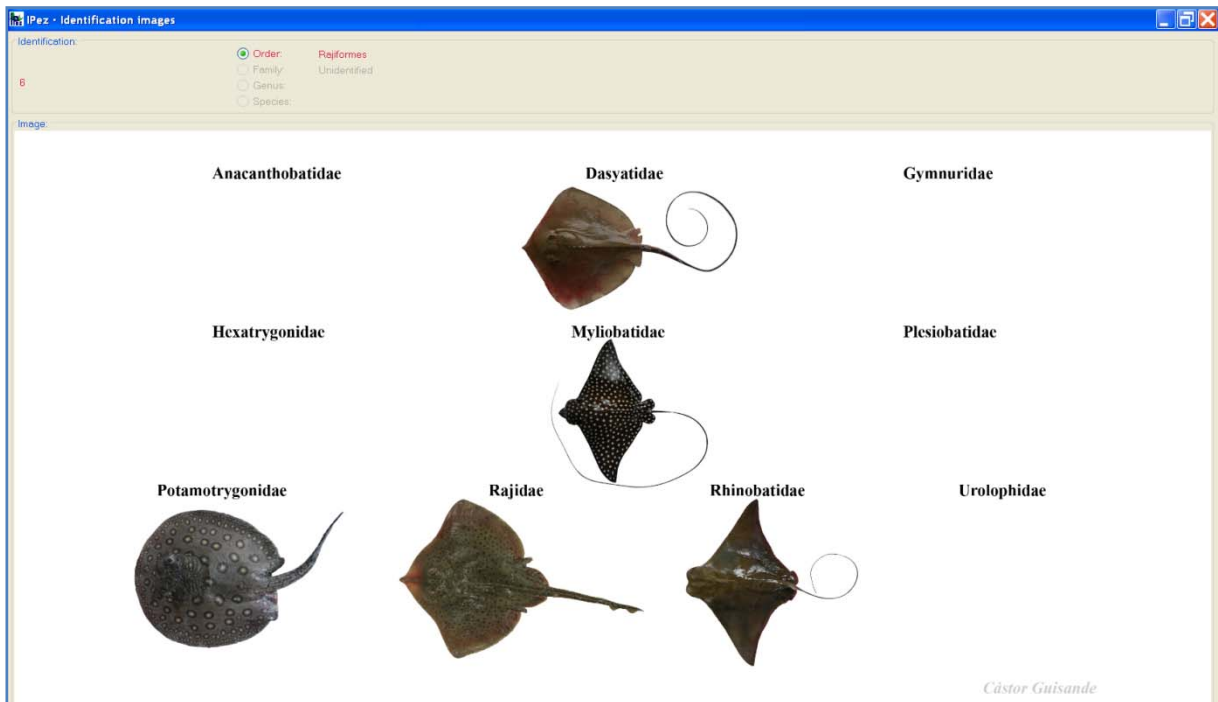 IPez - Identification images
Identification:
Order: Rajiformes
Family: Unidentified
6
Genus:
Species:
Image:
Anacanthobatidae Dasyatidae Gymnuridae
Hexatrygonidae Myliobatidae Plesiobatidae
Potamotrygonidae Rajidae Rhinobatidae Urolophidae
Cástor Guisande